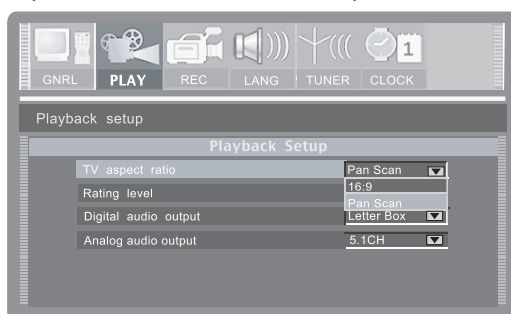 1
GNRL PLAY REC LANG TUNER CLOCK
Playback setup
Playback Setup
TV aspect ratio Pan Scan
16:9
Rating level
Pan Scan
Digital audio output Letter Box
Analog audio output 5.1CH